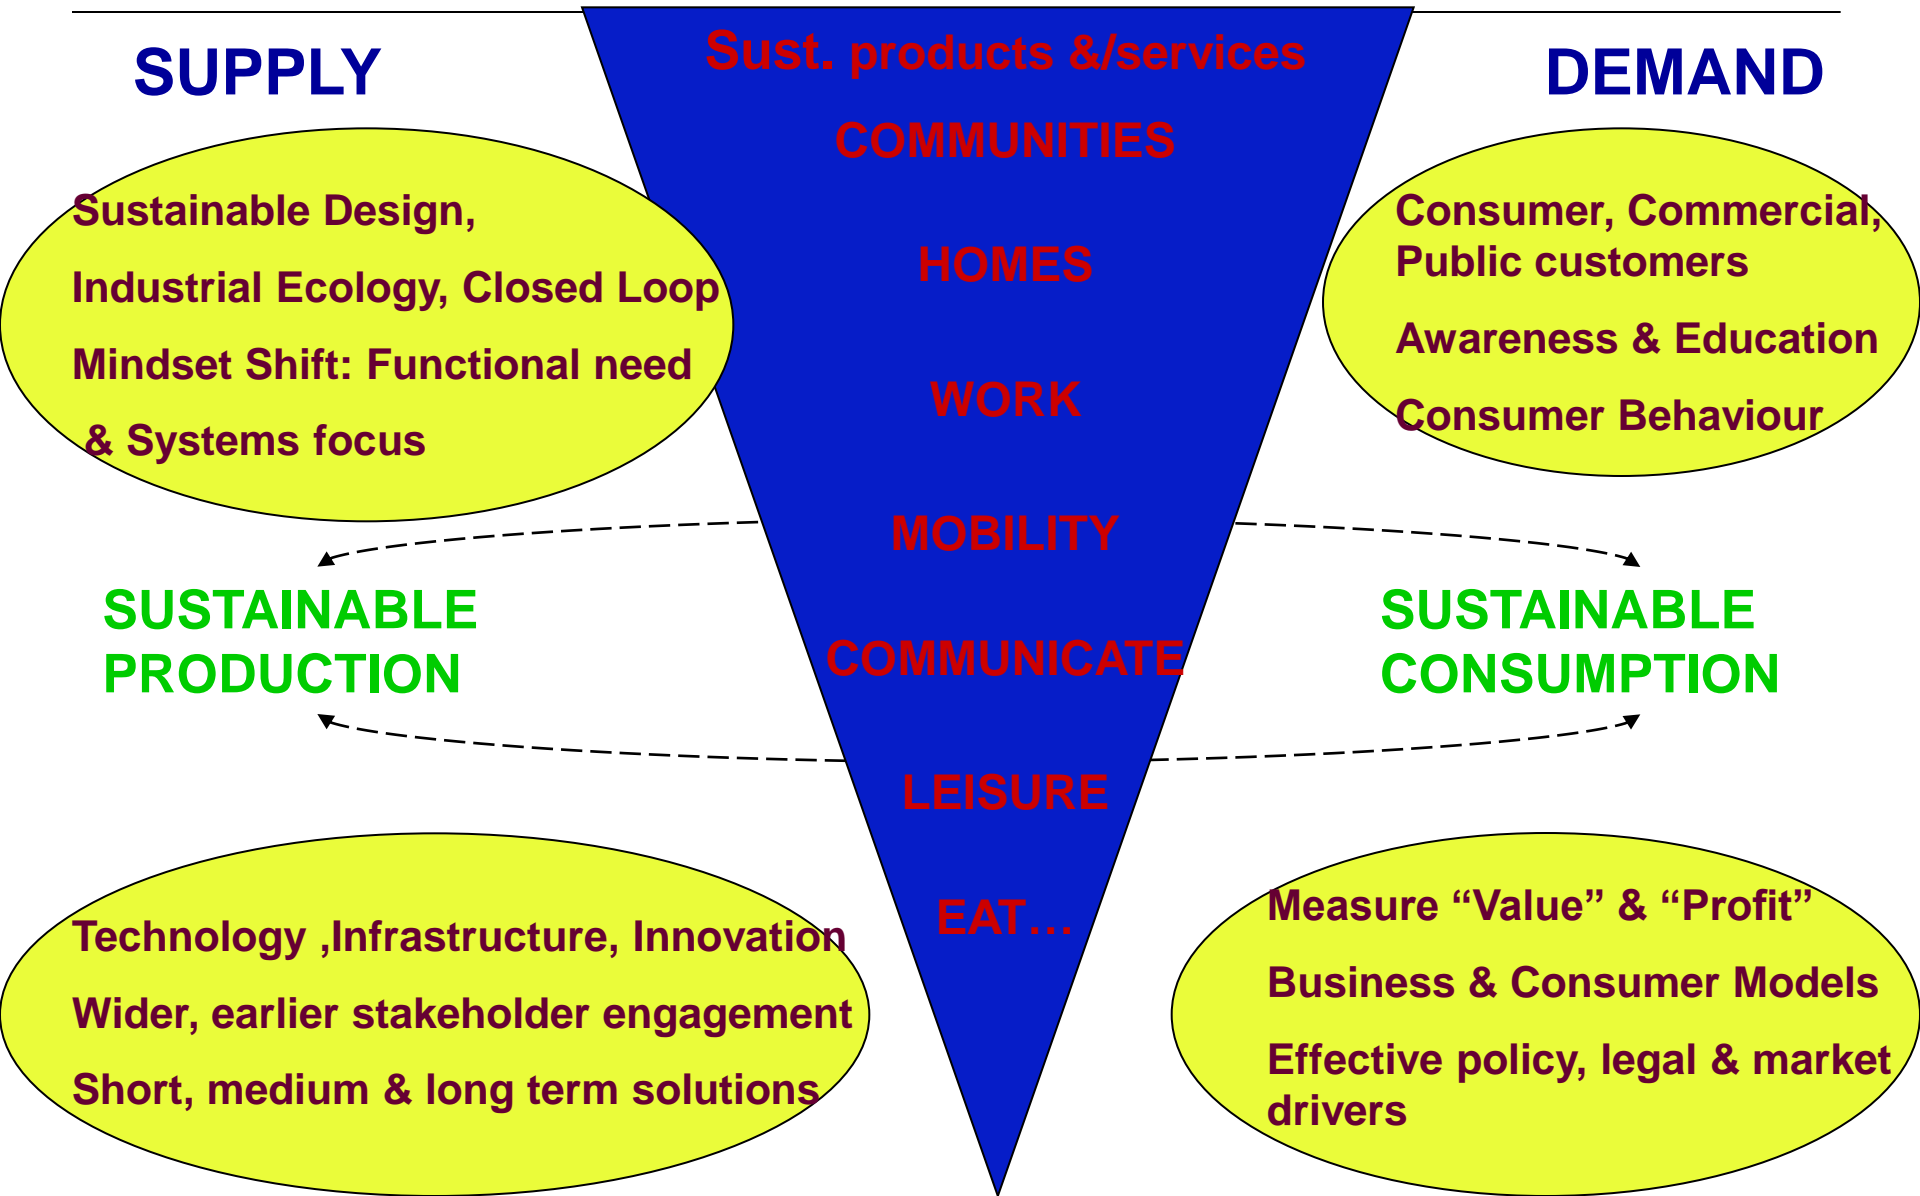 SUPPLY
Sustainable Design,
Industrial Ecology, Closed Loop
Mindset Shift: Functional need
& Systems focus
SUSTAINABLE
PRODUCTION
Technology ,Infrastructure, Innovation
Wider, earlier stakeholder engagement
Short, medium & long term solutions
Sust. products &/services
COMMUNITIES
HOMES
WORK
MOBILITY
COMMUNICATE
LEISURE
EAT…
DEMAND
Consumer, Commercial,
Public customers
Awareness & Education
Consumer Behaviour
SUSTAINABLE
CONSUMPTION
Measure “Value” & “Profit”
Business & Consumer Models
Effective policy, legal & market
drivers